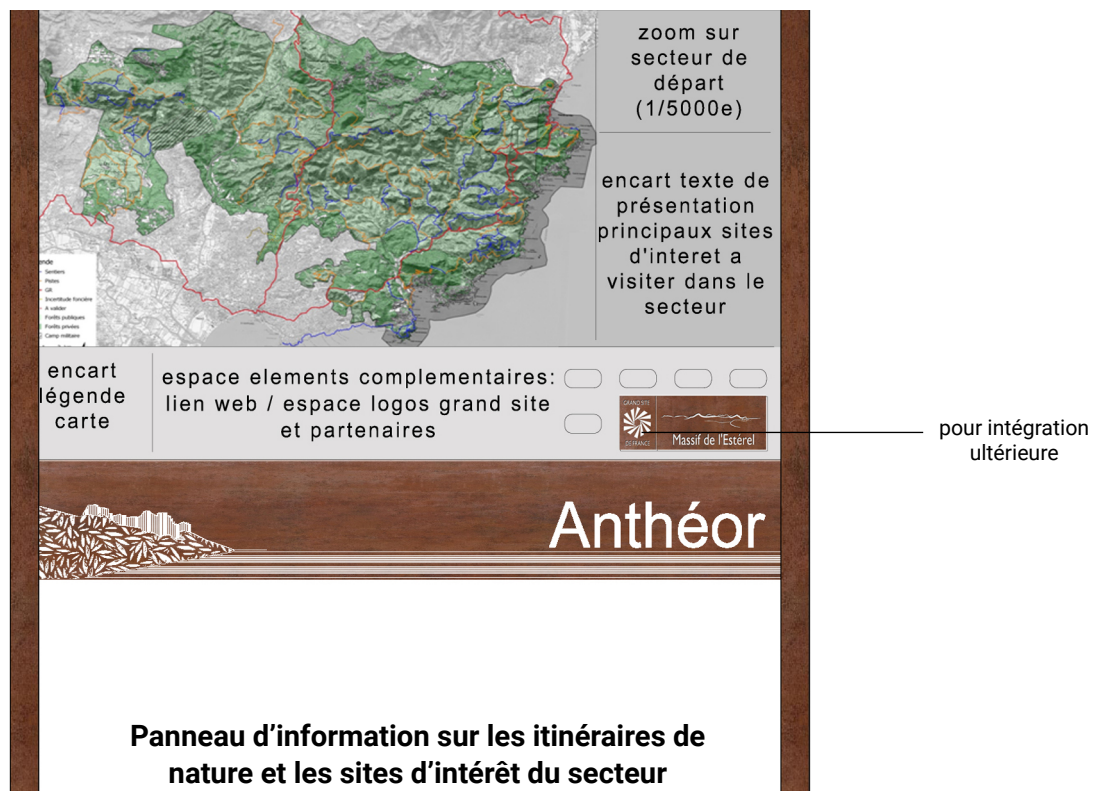 zoom sur
secteur de
départ
(1/5000e)
encart texte de
présentation
principaux sites
d'interet a
visiter dans le
secteur
nde
Sentiers
Pistes
GR
Incertitude foncière
A valider
Forêts publiques
Forêts privées
Camp militaire
encart
légende
carte
espace elements complementaires:
lien web / espace logos grand site
et partenaires
GRAND SITE
DE FRANCE
Massif de l'Estérel
pour intégration
ultérieure
Anthéor
Panneau d'information sur les itinéraires de
nature et les sites d'intérêt du secteur